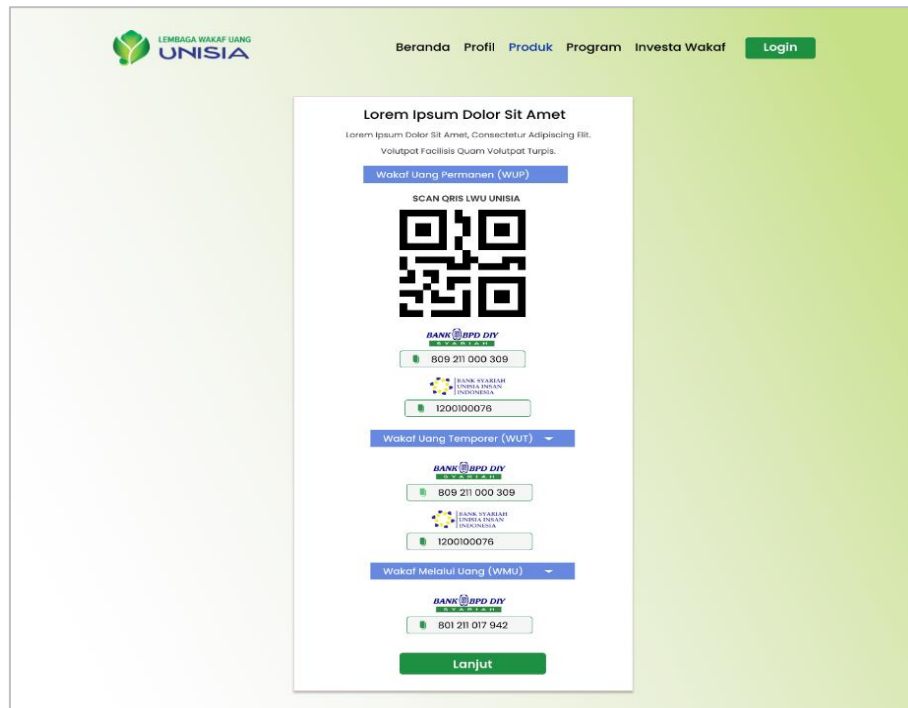 LEMBAGA WAKAF UANG
UNISIA
Beranda Profil Produk Program Investa Wakaf Login
Lorem Ipsum Dolor Sit Amet
Lorem Ipsum Dolor Sit Amet, Consectetur Adipiscing Elit.
Volutpat Facilisis Quam Volutpat Turpis.
Wakaf Uang Permanen (WUP)
SCAN QRIS LWU UNISIA
BANK BPD DIY
SYARIAH
809 211 000 309
BANK SYARIAH
UNISIA INSAN
INDONESIA
1200100076
Wakaf Uang Temporer (WUT)
BANK BPD DIY
SYARIAH
809 211 000 309
BANK SYARIAH
UNISIA INSAN
INDONESIA
1200100076
Wakaf Melalui Uang (WMU)
BANK BPD DIY
SYARIAH
801 211 017 942
Lanjut